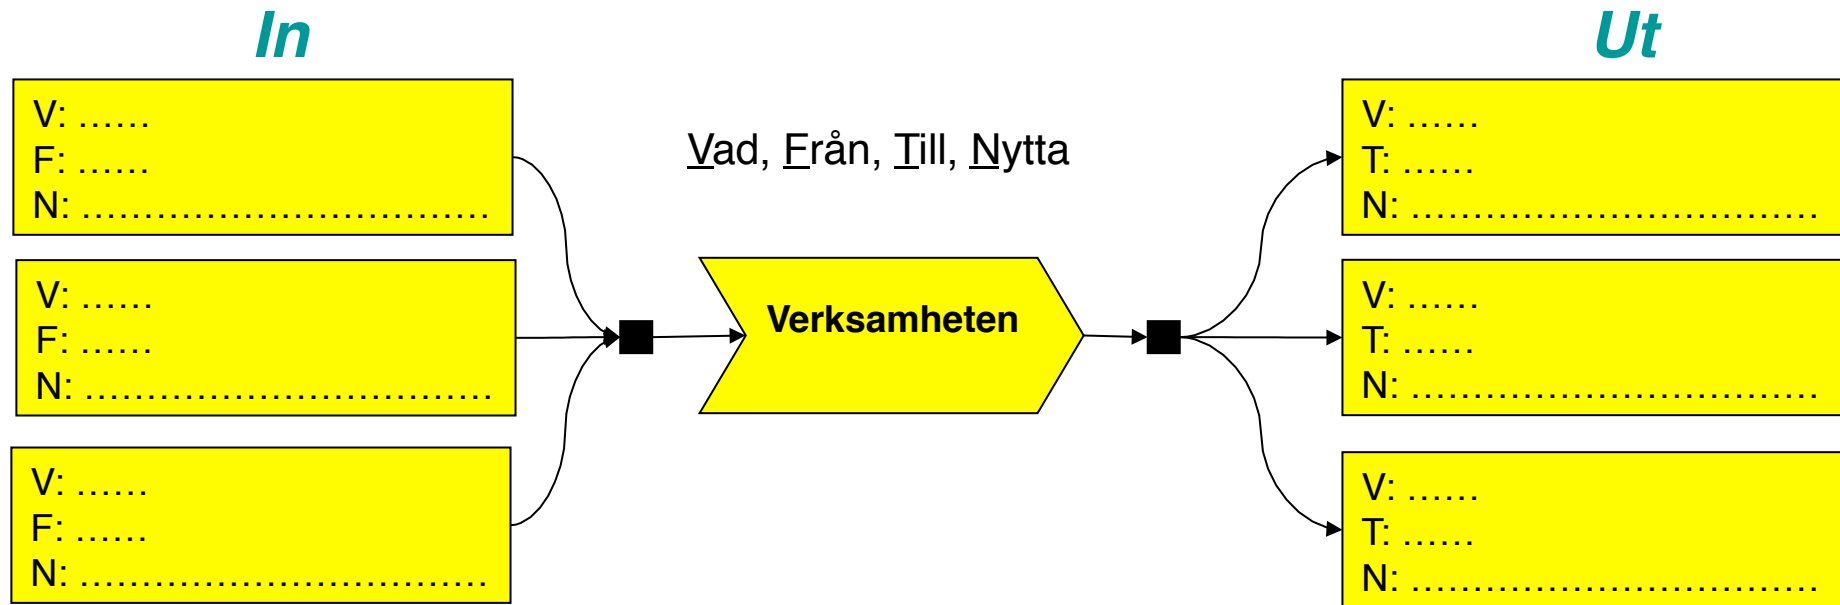 In
Ut
V: ......
F: ......
N: .................................
V: ......
F: ......
N: .................................
V: ......
F: ......
N: .................................
Vad, Från, Till, Nytta
Verksamheten
V: ......
T: ......
N: .................................
V: ......
T: ......
N: .................................
V: ......
T: ......
N: .................................